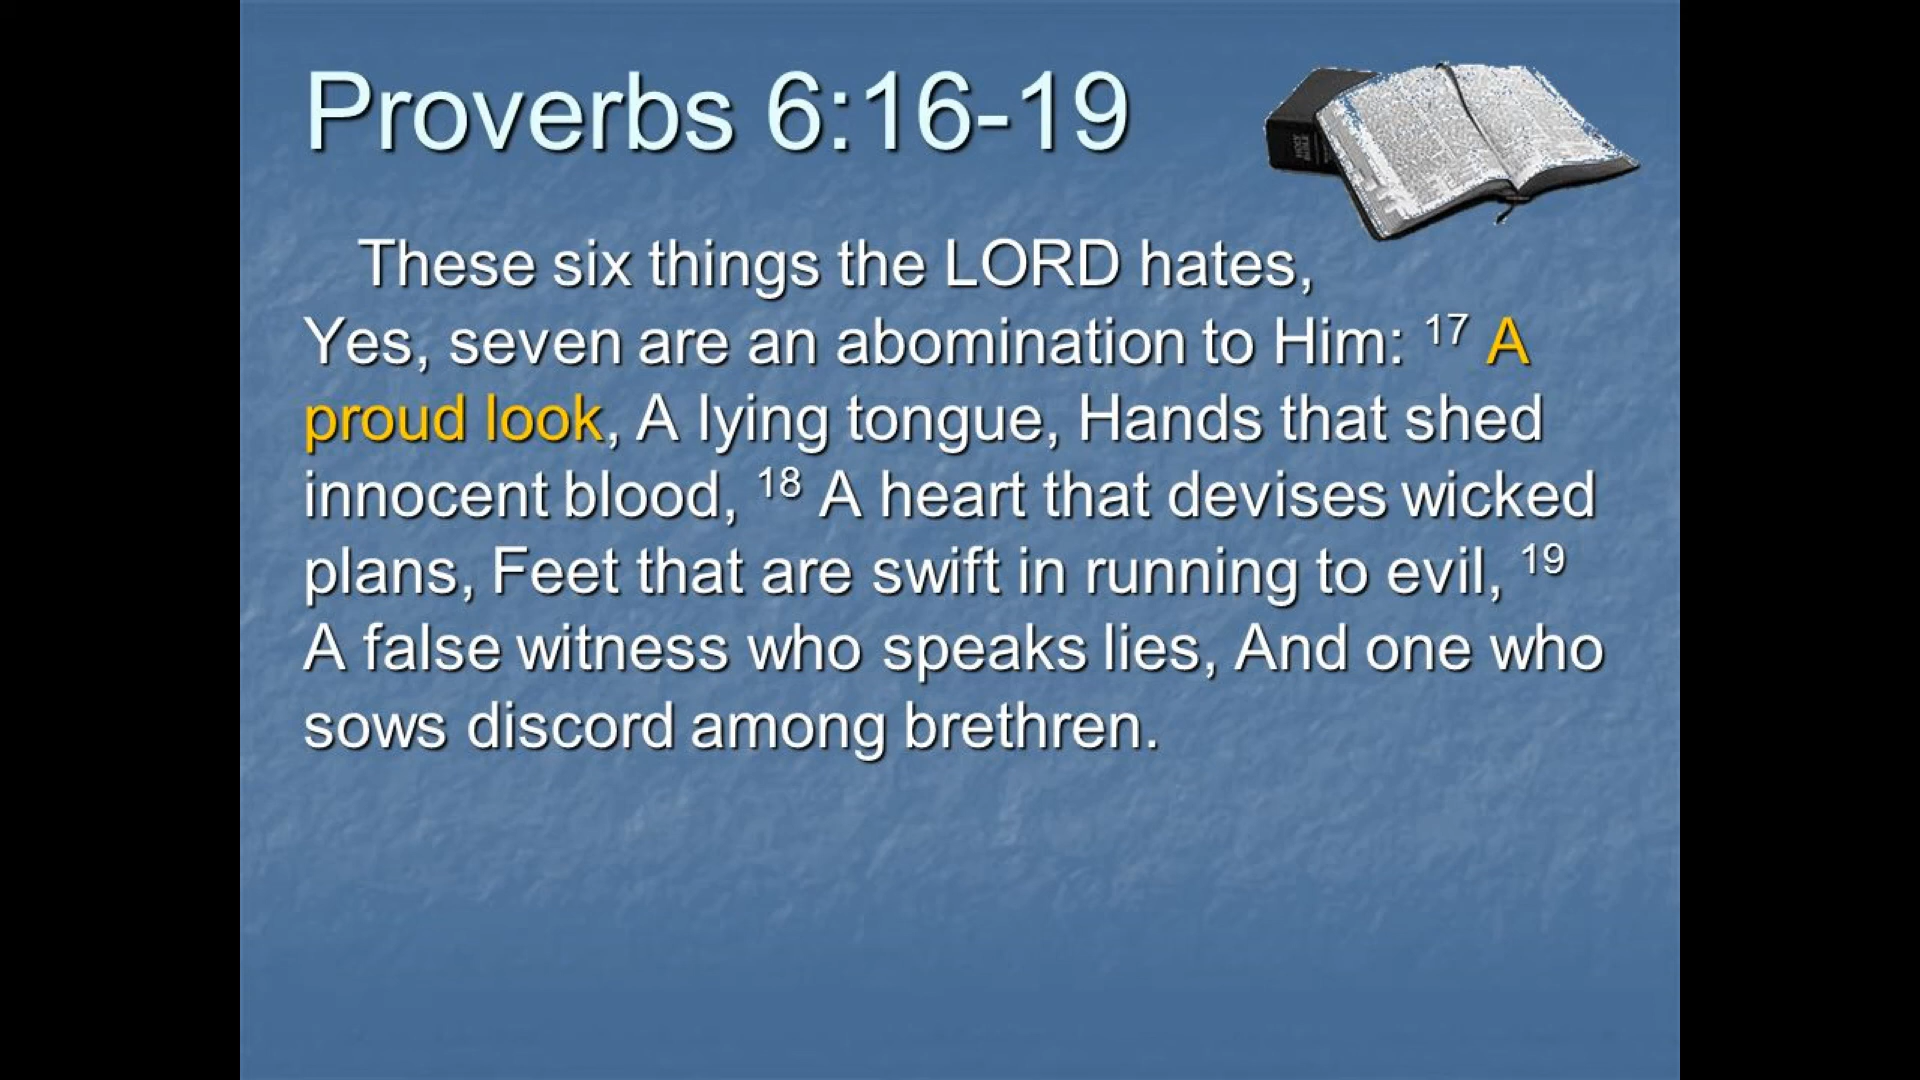 Proverbs 6:16-19
These six things the LORD hates,
Yes, seven are an abomination to Him: 17 A
proud look, A lying tongue, Hands that shed
innocent blood, 18 A heart that devises wicked
plans, Feet that are swift in running to evil, 19
A false witness who speaks lies, And one who
sows discord among brethren.
HOLY
BIBLE